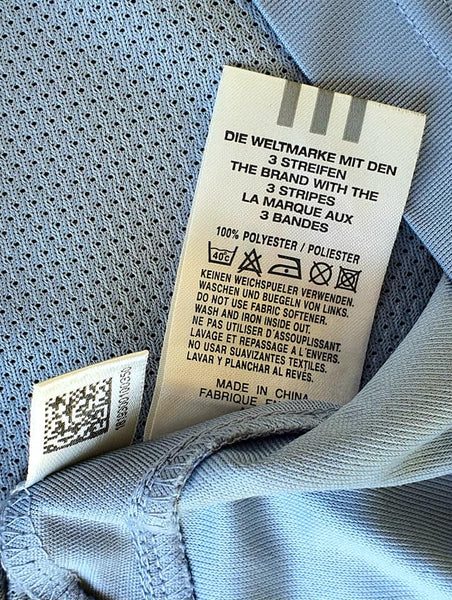 DIE WELTMARKE MIT DEN
3 STREIFEN
THE BRAND WITH THE
3 STRIPES
LA MARQUE AUX
3 BANDES
100% POLYESTER / POLIESTER
40°C
KEINEN WEICHSPUELER VERWENDEN.
WASCHEN UND BUEGELN VON LINKS.
DO NOT USE FABRIC SOFTENER.
WASH AND IRON INSIDE OUT.
NE PAS UTILISER D'ASSOUPLISSANT.
LAVAGE ET REPASSAGE À L'ENVERS.
NO USAR SUAVIZANTES TEXTILES.
LAVAR Y PLANCHAR AL REVÉS.
MADE IN CHINA
FABRIQUE EN